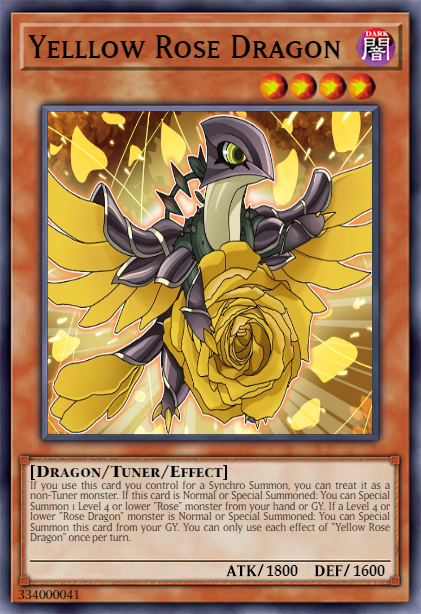 Yelllow Rose Dragon
DARK
闇
[Dragon/Tuner/Effect]
If you use this card you control for a Synchro Summon, you can treat it as a
non-Tuner monster. If this card is Normal or Special Summoned: You can Special
Summon 1 Level 4 or lower "Rose" monster from your hand or GY. If a Level 4 or
lower "Rose Dragon" monster is Normal or Special Summoned: You can Special
Summon this card from your GY. You can only use each effect of "Yellow Rose
Dragon" once per turn.
ATK/1800 DEF/1600
334000041